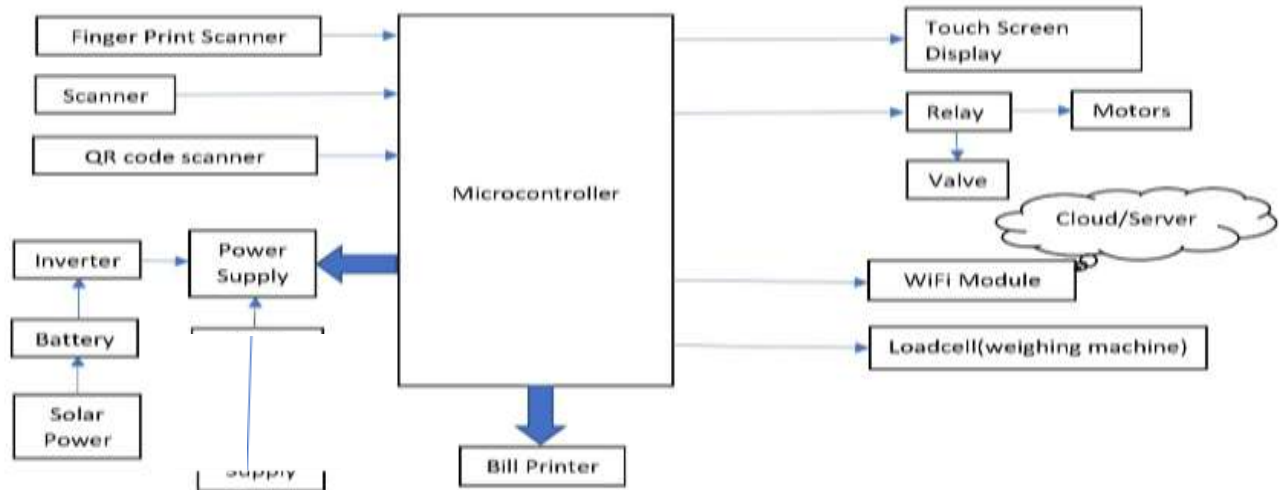 Finger Print Scanner
Scanner
QR code scanner
Microcontroller
Touch Screen
Display
Relay
Motors
Valve
Cloud/Server
WiFi Module
Loadcell(weighing machine)
Inverter
Power
Supply
Battery
Solar
Power
Bill Printer